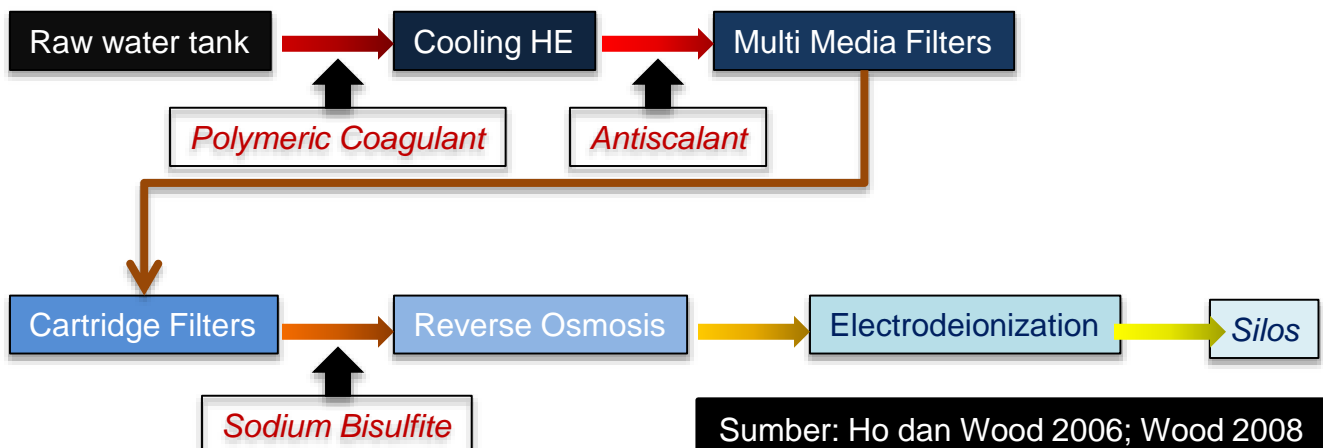 Raw water tank
Cooling HE
Multi Media Filters
Polymeric Coagulant
Antiscalant
Cartridge Filters
Reverse Osmosis
Electrodeionization
Silos
Sodium Bisulfite
Sumber: Ho dan Wood 2006; Wood 2008